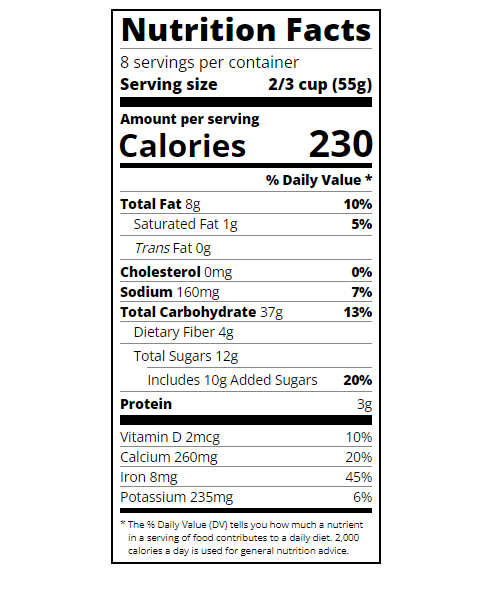 Nutrition Facts
8 servings per container
Serving size 2/3 cup (55g)
Amount per serving
Calories 230
% Daily Value *
Total Fat 8g 10%
Saturated Fat 1g 5%
Trans Fat 0g
Cholesterol 0mg 0%
Sodium 160mg 7%
Total Carbohydrate 37g 13%
Dietary Fiber 4g
Total Sugars 12g
Includes 10g Added Sugars 20%
Protein 3g
Vitamin D 2mcg 10%
Calcium 260mg 20%
Iron 8mg 45%
Potassium 235mg 6%
* The % Daily Value (DV) tells you how much a nutrient
in a serving of food contributes to a daily diet. 2,000
calories a day is used for general nutrition advice.